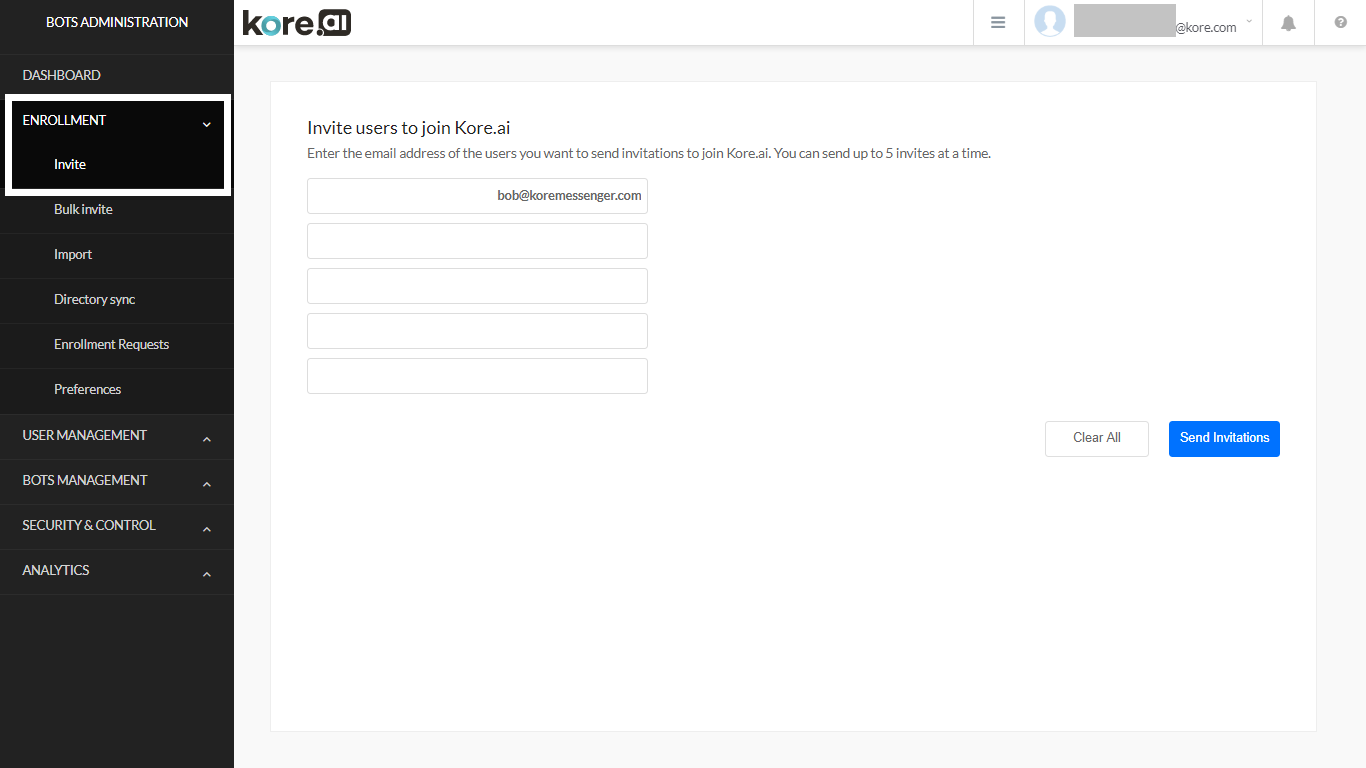 BOTS ADMINISTRATION
kore.ai
@kore.com
DASHBOARD
ENROLLMENT
Invite
Bulk invite
Import
Directory sync
Enrollment Requests
Preferences
USER MANAGEMENT
BOTS MANAGEMENT
SECURITY & CONTROL
ANALYTICS
Invite users to join Kore.ai
Enter the email address of the users you want to send invitations to join Kore.ai. You can send up to 5 invites at a time.
bob@koremessenger.com
Clear All
Send Invitations